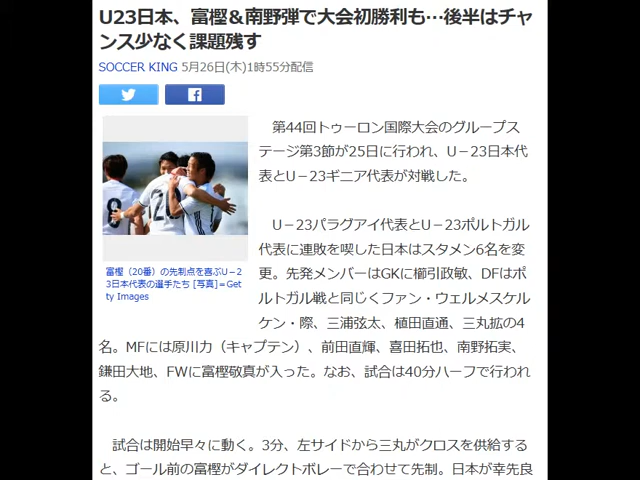 U23日本、富樫&南野弾で大会初勝利も…後半はチャ
ンス少なく課題残す
SOCCER KING 5月26日(木)1時55分配信
第44回トゥーロン国際大会のグループス
テージ第3節が25日に行われ、U－23日本代
表とU－23ギニア代表が対戦した。
8
20
富樫（20番）の先制点を喜ぶU－2
3日本代表の選手たち [写真]＝Get
ty Images
U－23パラグアイ代表とU－23ポルトガル
代表に連敗を喫した日本はスタメン6名を変
更。先発メンバーはGKに櫛引政敏、DFはポ
ルトガル戦と同じくファン・ウェルメスケル
ケン・際、三浦弦太、植田直通、三丸拡の4
名。MFには原川力（キャプテン）、前田直輝、喜田拓也、南野拓実、
鎌田大地、FWに富樫敬真が入った。なお、試合は40分ハーフで行われ
る。
試合は開始早々に動く。3分、左サイドから三丸がクロスを供給する
と、ゴール前の富樫がダイレクトボレーで合わせて先制。日本が幸先良